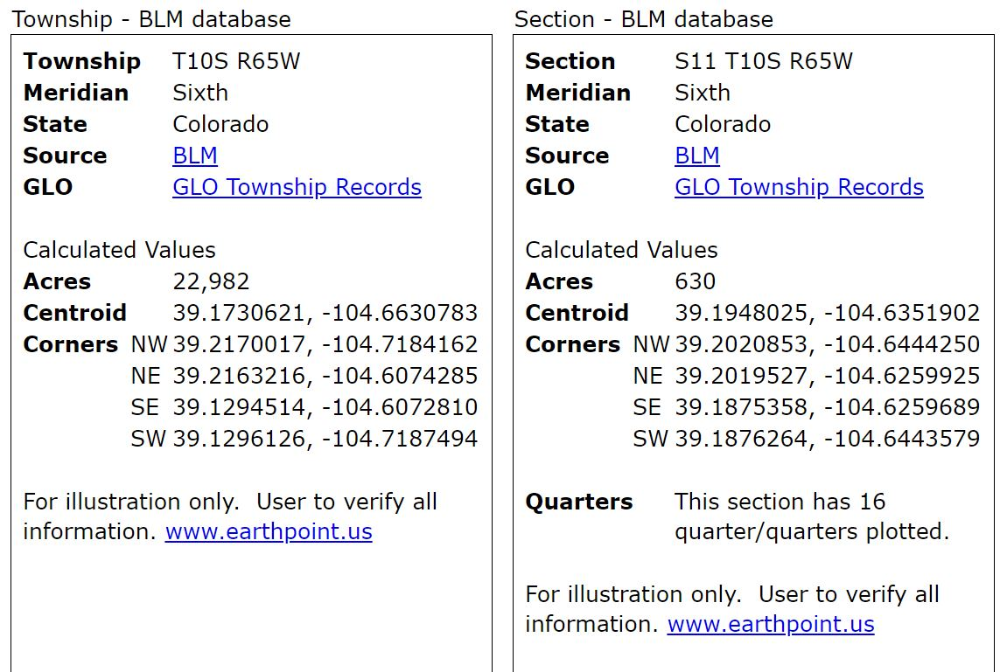 Township - BLM database
Township T10S R65W
Meridian Sixth
State Colorado
Source BLM
GLO GLO Township Records
Calculated Values
Acres 22,982
Centroid 39.1730621, -104.6630783
Corners NW 39.2170017, -104.7184162
NE 39.2163216, -104.6074285
SE 39.1294514, -104.6072810
SW 39.1296126, -104.7187494
For illustration only.  User to verify all
information. www.earthpoint.us
Section - BLM database
Section S11 T10S R65W
Meridian Sixth
State Colorado
Source BLM
GLO GLO Township Records
Calculated Values
Acres 630
Centroid 39.1948025, -104.6351902
Corners NW 39.2020853, -104.6444250
NE 39.2019527, -104.6259925
SE 39.1875358, -104.6259689
SW 39.1876264, -104.6443579
Quarters This section has 16
quarter/quarters plotted.
For illustration only.  User to verify all
information. www.earthpoint.us